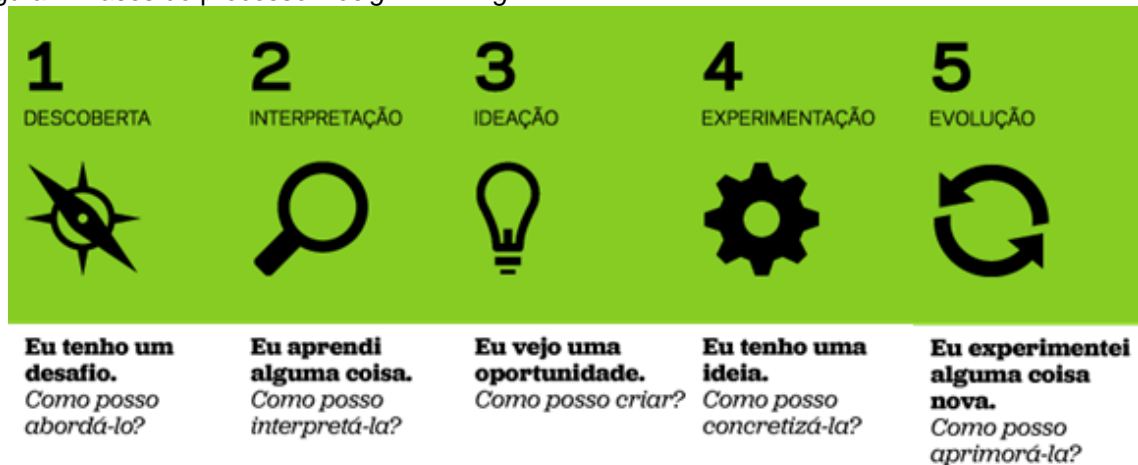 1
DESCOBERTA
2
INTERPRETAÇÃO
3
IDEAÇÃO
4
EXPERIMENTAÇÃO
5
EVOLUÇÃO
Eu tenho um
desafio.
Como posso
abordá-lo?
Eu aprendi
alguma coisa.
Como posso
interpretá-la?
Eu vejo uma
oportunidade.
Como posso criar?
Eu tenho uma
ideia.
Como posso
concretizá-la?
Eu experimentei
alguma coisa
nova.
Como posso
aprimorá-la?